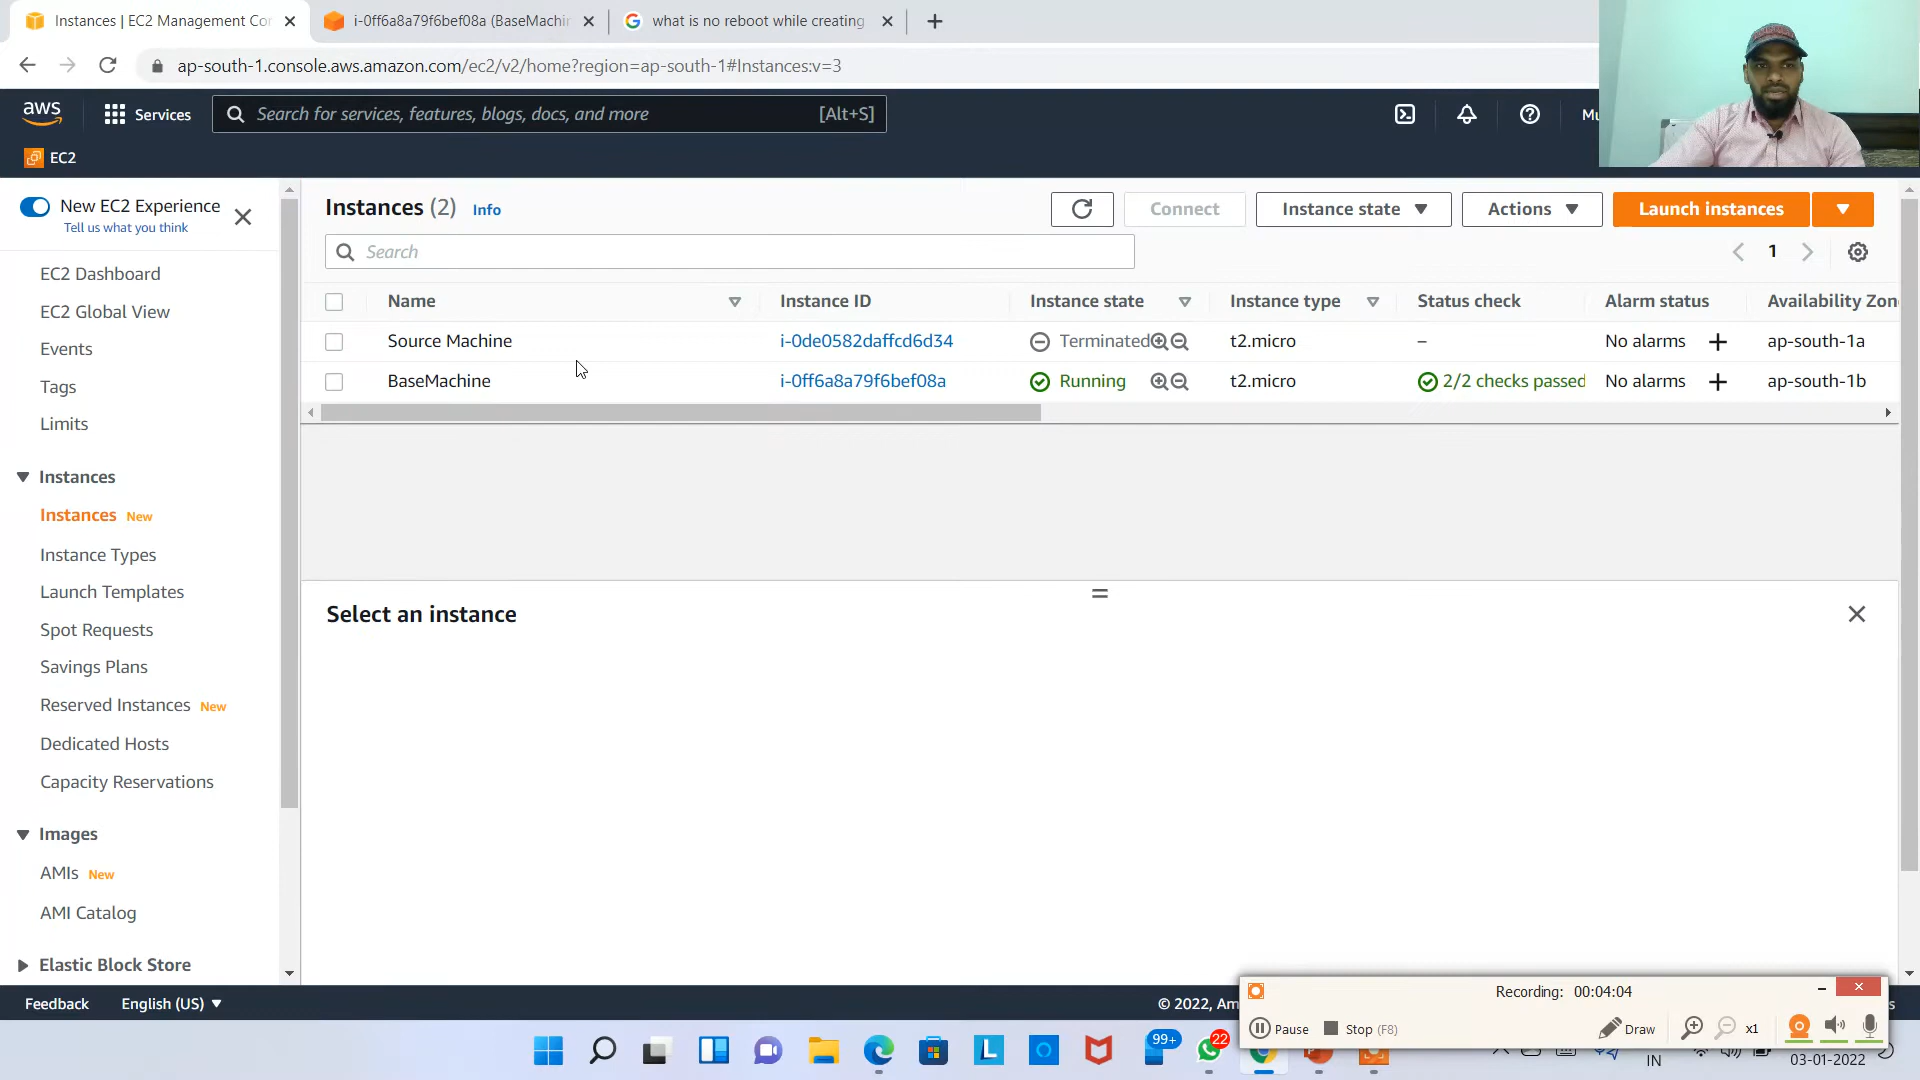 Instances | EC2 Management Con
i-0ff6a8a79f6bef08a (BaseMachin
what is no reboot while creating
ap-south-1.console.aws.amazon.com/ec2/v2/home?region=ap-south-1#Instances:v=3
aws
Services
Search for services, features, blogs, docs, and more
[Alt+S]
EC2
New EC2 Experience
Tell us what you think
EC2 Dashboard
EC2 Global View
Events
Tags
Limits
Instances
Instances New
Instance Types
Launch Templates
Spot Requests
Savings Plans
Reserved Instances New
Dedicated Hosts
Capacity Reservations
Images
AMIs New
AMI Catalog
Elastic Block Store
Instances (2) Info
Connect
Instance state
Actions
Launch instances
Search
1
Name Instance ID Instance state Instance type Status check Alarm status Availability Zon
Source Machine i-0de0582daffcd6d34 Terminated t2.micro – No alarms + ap-south-1a
BaseMachine i-0ff6a8a79f6bef08a Running t2.micro 2/2 checks passed No alarms + ap-south-1b
Select an instance
Feedback English (US)
© 2022, Am
Recording: 00:04:04
Pause Stop (F8) Draw x1
99+
22
IN
03-01-2022